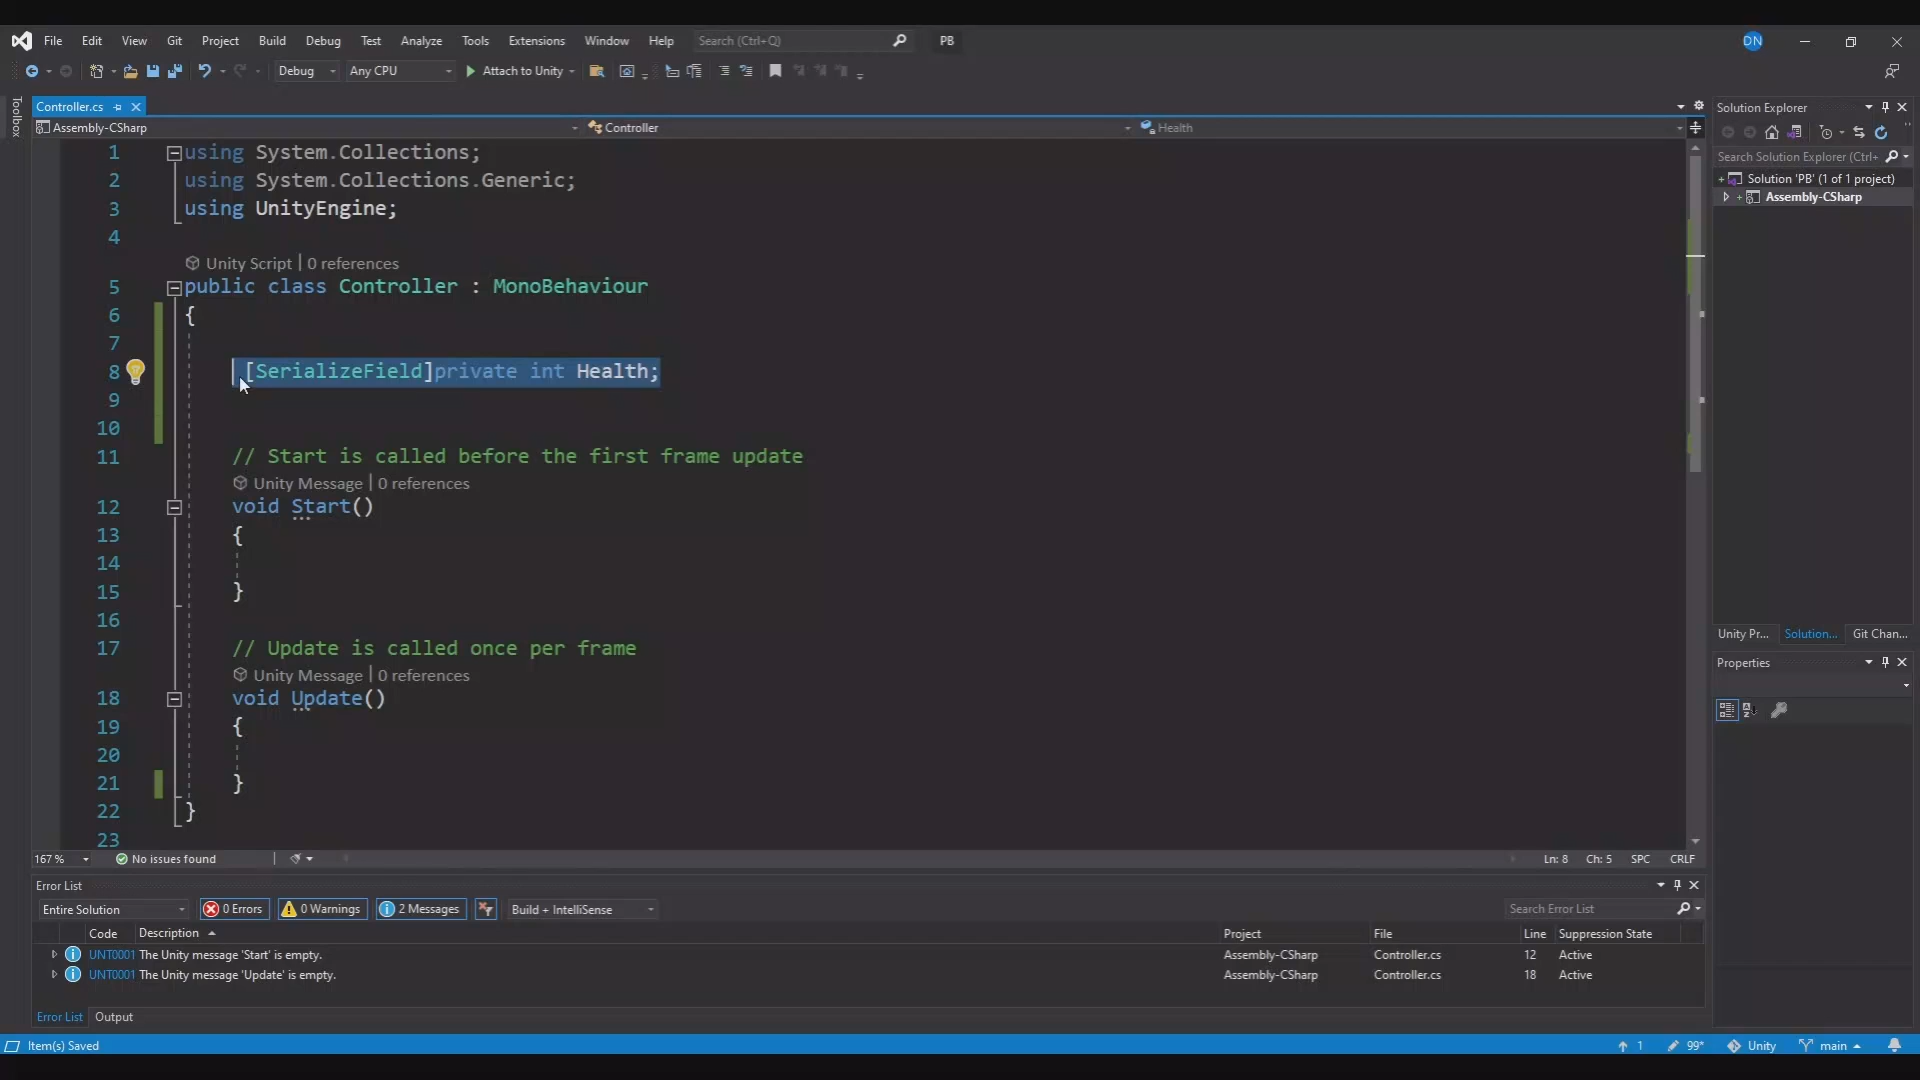 File Edit View Git Project Build Debug Test Analyze Tools Extensions Window Help Search (Ctrl+Q) PB DN
Debug Any CPU Attach to Unity
Toolbox
Controller.cs
Assembly-CSharp Controller Health
1 using System.Collections;
2 using System.Collections.Generic;
3 using UnityEngine;
4
Unity Script | 0 references
5 public class Controller : MonoBehaviour
6 {
7
8 [SerializeField]private int Health;
9
10
11 // Start is called before the first frame update
Unity Message | 0 references
12 void Start()
13 {
14
15 }
16
17 // Update is called once per frame
Unity Message | 0 references
18 void Update()
19 {
20
21 }
22 }
23
167 % No issues found Ln: 8 Ch: 5 SPC CRLF
Solution Explorer
Search Solution Explorer (Ctrl+
Solution 'PB' (1 of 1 project)
Assembly-CSharp
Unity Pr... Solution... Git Chan...
Properties
Error List
Entire Solution 0 Errors 0 Warnings 2 Messages Build + IntelliSense Search Error List
Code Description Project File Line Suppression State
UNT0001 The Unity message 'Start' is empty. Assembly-CSharp Controller.cs 12 Active
UNT0001 The Unity message 'Update' is empty. Assembly-CSharp Controller.cs 18 Active
Error List Output
Item(s) Saved 1 99* Unity main